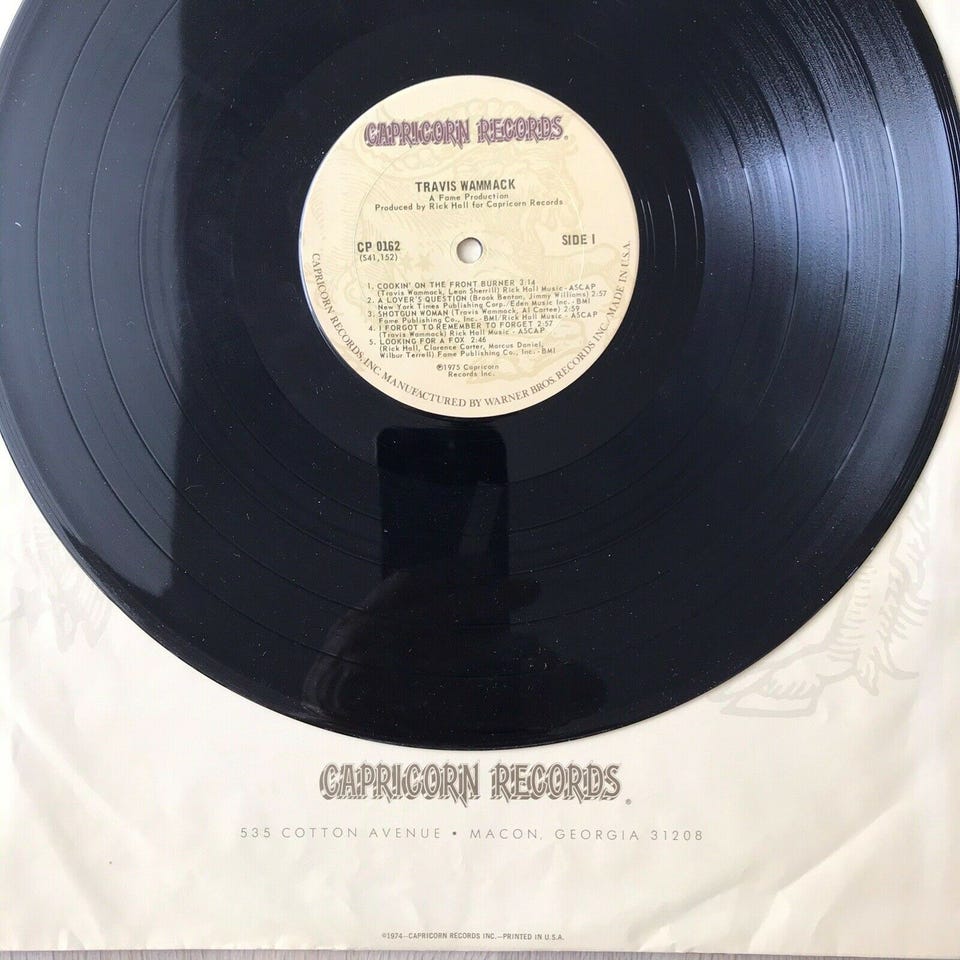 CAPRICORN RECORDS®
TRAVIS WAMMACK
A Fame Production
Produced by Rick Hall for Capricorn Records
CP 0162
(S41,152)
SIDE I
1. COOKIN' ON THE FRONT BURNER 3:14
(Travis Wammack, Leon Sherrill) Rick Hall Music - ASCAP
2. A LOVER'S QUESTION (Brook Benton, Jimmy Williams) 2:57
New York Times Publishing Corp./Eden Music Inc. - BMI
3. SHOTGUN WOMAN (Travis Wammack, Al Cartee) 2:59
Fame Publishing Co., Inc. - BMI/Rick Hall Music - ASCAP
4. I FORGOT TO REMEMBER TO FORGET 2:57
(Travis Wammack) Rick Hall Music - ASCAP
5. LOOKING FOR A FOX 2:46
(Rick Hall, Clarence Carter, Marcus Daniel,
Wilbur Terrell) Fame Publishing Co., Inc. - BMI
℗1975 Capricorn
Records Inc.
CAPRICORN RECORDS, INC. MANUFACTURED BY WARNER BROS. RECORDS INC. MADE IN U.S.A.
CAPRICORN RECORDS®
535 COTTON AVENUE • MACON, GEORGIA 31208
©1974—CAPRICORN RECORDS INC.—PRINTED IN U.S.A.